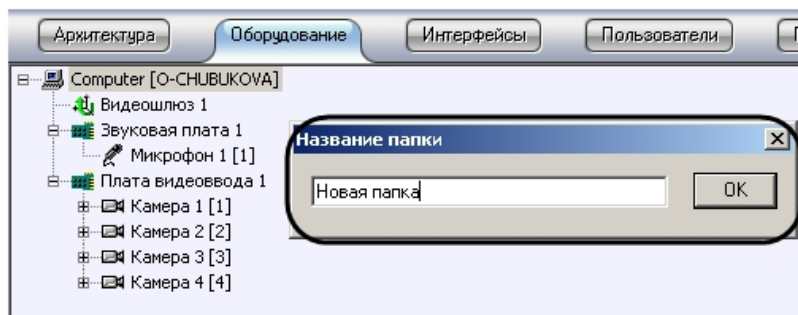 Архитектура
Оборудование
Интерфейсы
Пользователи
Computer [O-CHUBUKOVA]
Видеошлюз 1
Звуковая плата 1
Микрофон 1 [1]
Плата видеоввода 1
Камера 1 [1]
Камера 2 [2]
Камера 3 [3]
Камера 4 [4]
Название папки
Новая папка
OK